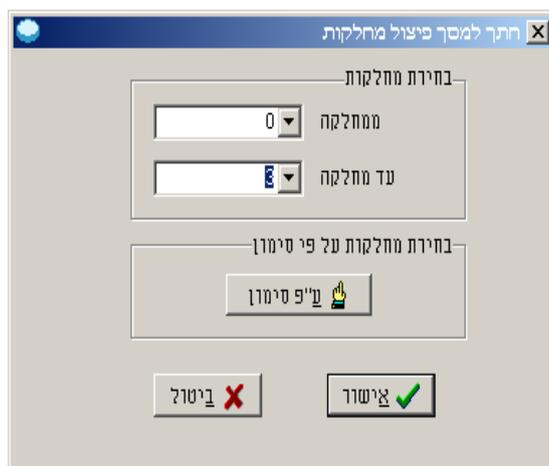 חתך למסך פיצול מחלקות
בחירת מחלקות
ממחלקה 0
עד מחלקה 3
בחירת מחלקות על פי סימון
ע"פ סימון
אישור
ביטול